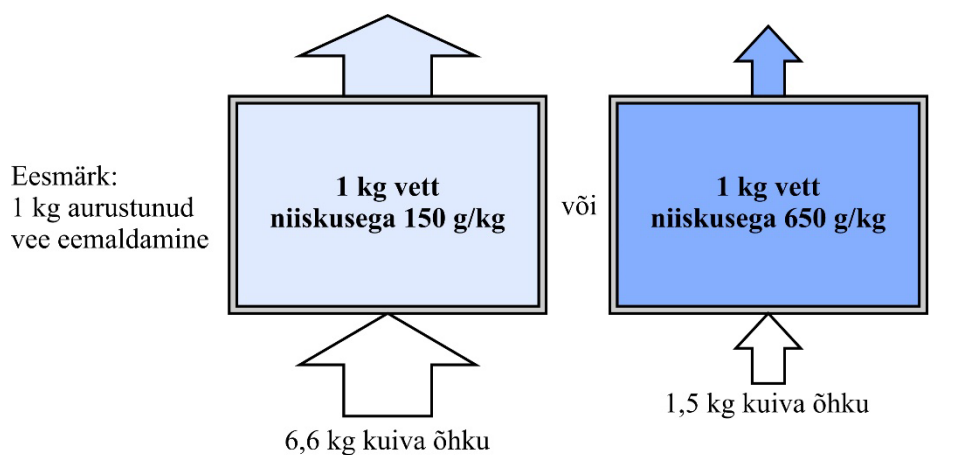 Eesmärk:
1 kg aurustunud
vee eemaldamine
1 kg vett
niiskusega 150 g/kg
või
1 kg vett
niiskusega 650 g/kg
6,6 kg kuiva õhku
1,5 kg kuiva õhku